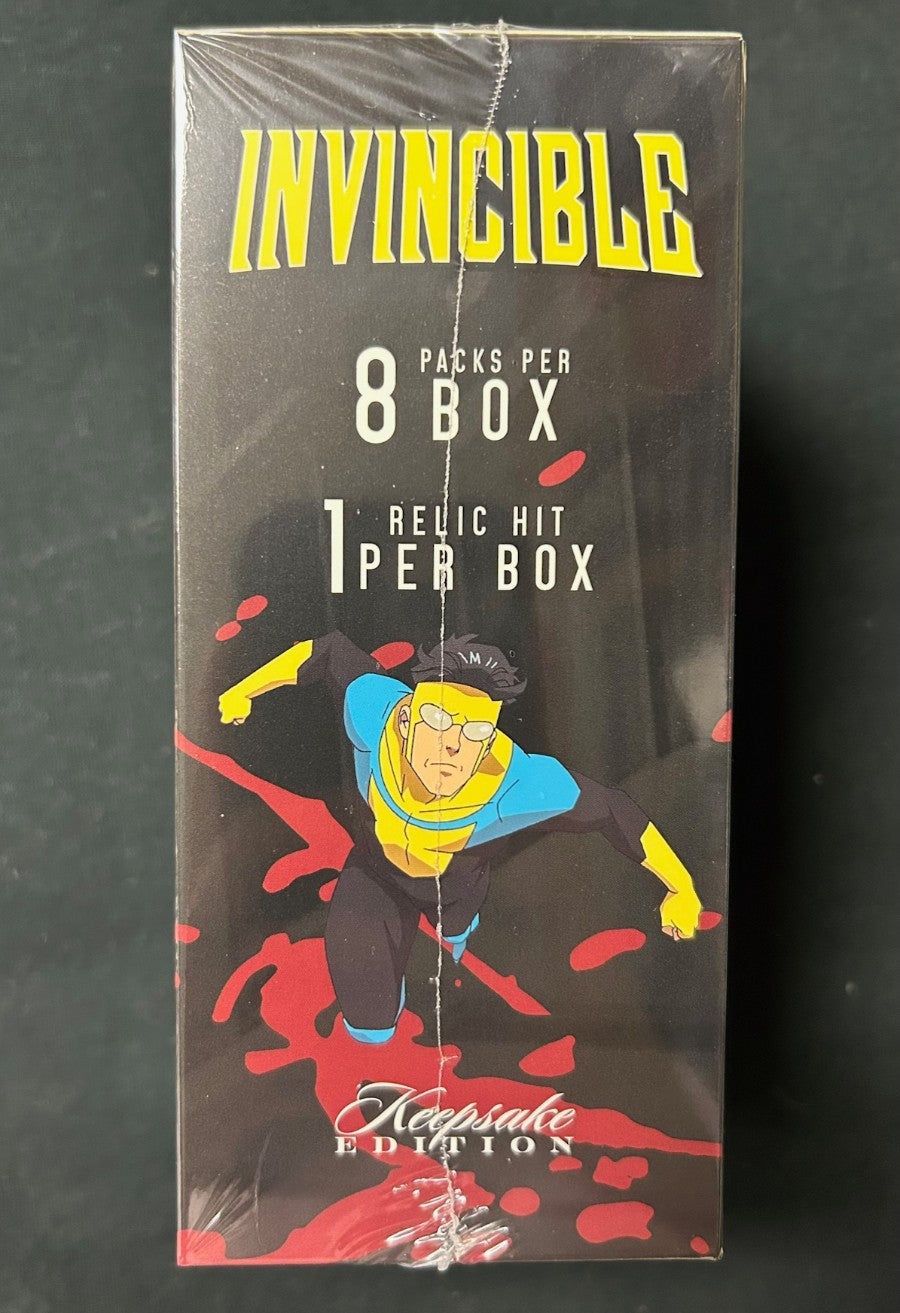 INVINCIBLE
8 PACKS PER
BOX
1 RELIC HIT
PER BOX
Keepsake
EDITION